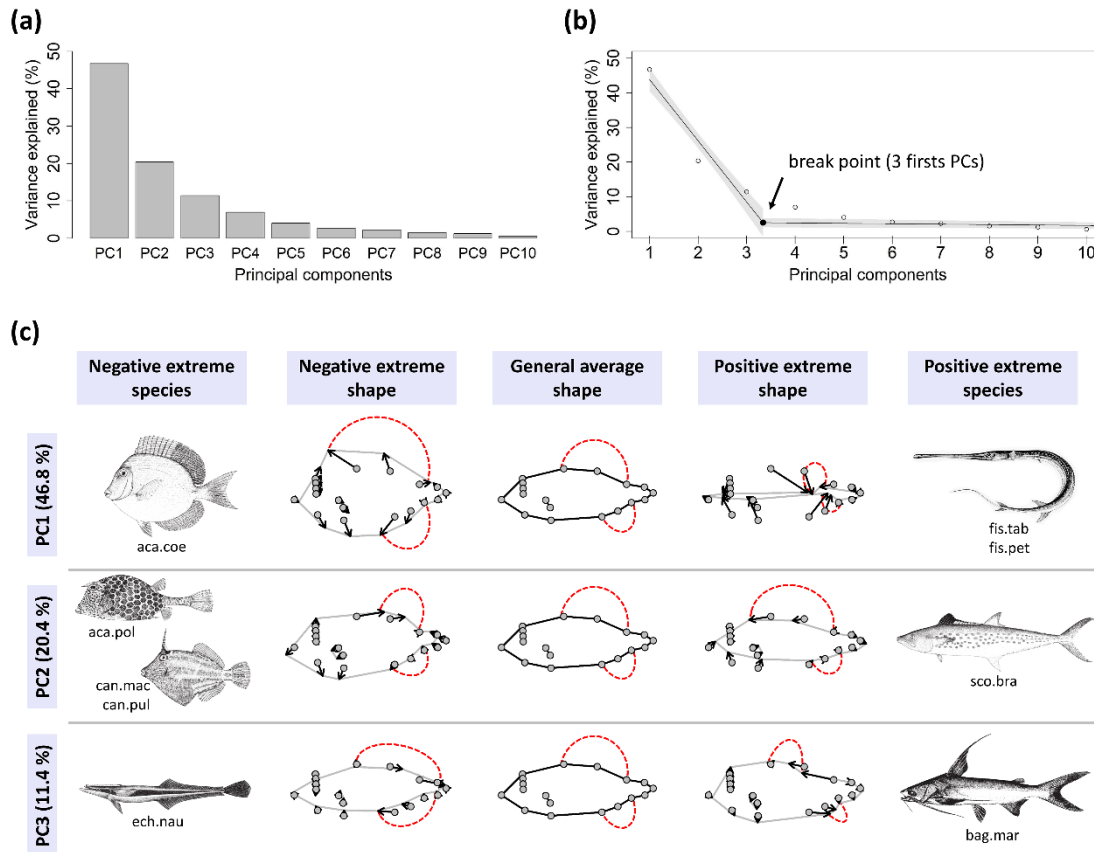 (a)
50
40
30
20
10
0
Variance explained (%)
PC1 PC2 PC3 PC4 PC5 PC6 PC7 PC8 PC9 PC10
Principal components
(b)
50
40
30
20
10
0
Variance explained (%)
break point (3 firsts PCs)
1 2 3 4 5 6 7 8 9 10
Principal components
(c)
Negative extreme
species
Negative extreme
shape
General average
shape
Positive extreme
shape
Positive extreme
species
PC1 (46.8 %)
aca.coe
fis.tab
fis.pet
PC2 (20.4 %)
aca.pol
can.mac
can.pul
sco.bra
PC3 (11.4 %)
ech.nau
bag.mar